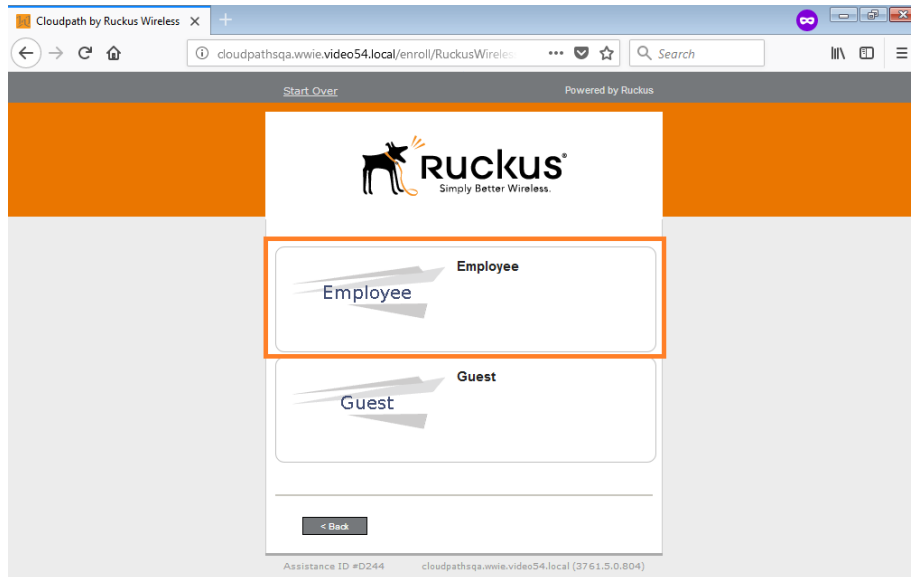 Cloudpath by Ruckus Wireless
cloudpathsqa.wwie.video54.local/enroll/RuckusWireles
Search
Start Over
Powered by Ruckus
Ruckus®
Simply Better Wireless.
Employee
Employee
Guest
Guest
< Back
Assistance ID #D244
cloudpathsqa.wwie.video54.local (3761.5.0.804)